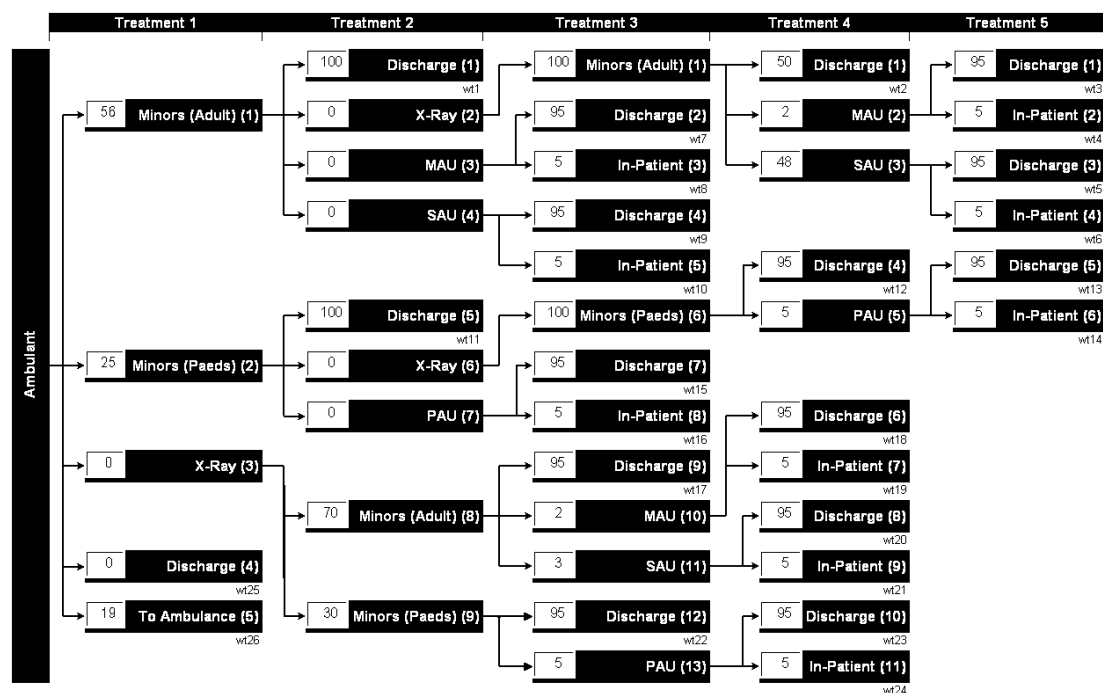 Treatment 1 Treatment 2 Treatment 3 Treatment 4 Treatment 5
Ambulant
100 Discharge (1) 100 Minors (Adult) (1) 50 Discharge (1) 95 Discharge (1)
wt1 wt2 wt3
56 Minors (Adult) (1) 0 X-Ray (2) 95 Discharge (2) 2 MAU (2) 5 In-Patient (2)
wt7 wt4
0 MAU (3) 5 In-Patient (3) 48 SAU (3) 95 Discharge (3)
wt8 wt5
0 SAU (4) 95 Discharge (4) 5 In-Patient (4)
wt9 wt6
5 In-Patient (5) 95 Discharge (4) 95 Discharge (5)
wt10 wt12 wt13
100 Discharge (5) 100 Minors (Paeds) (6) 5 PAU (5) 5 In-Patient (6)
wt11 wt14
25 Minors (Paeds) (2) 0 X-Ray (6) 95 Discharge (7)
wt15
0 PAU (7) 5 In-Patient (8) 95 Discharge (6)
wt16 wt18
0 X-Ray (3) 95 Discharge (9) 5 In-Patient (7)
wt17 wt19
70 Minors (Adult) (8) 2 MAU (10) 95 Discharge (8)
wt20
0 Discharge (4) 3 SAU (11) 5 In-Patient (9)
wt25 wt21
19 To Ambulance (5) 30 Minors (Paeds) (9) 95 Discharge (12) 95 Discharge (10)
wt26 wt22 wt23
5 PAU (13) 5 In-Patient (11)
wt24